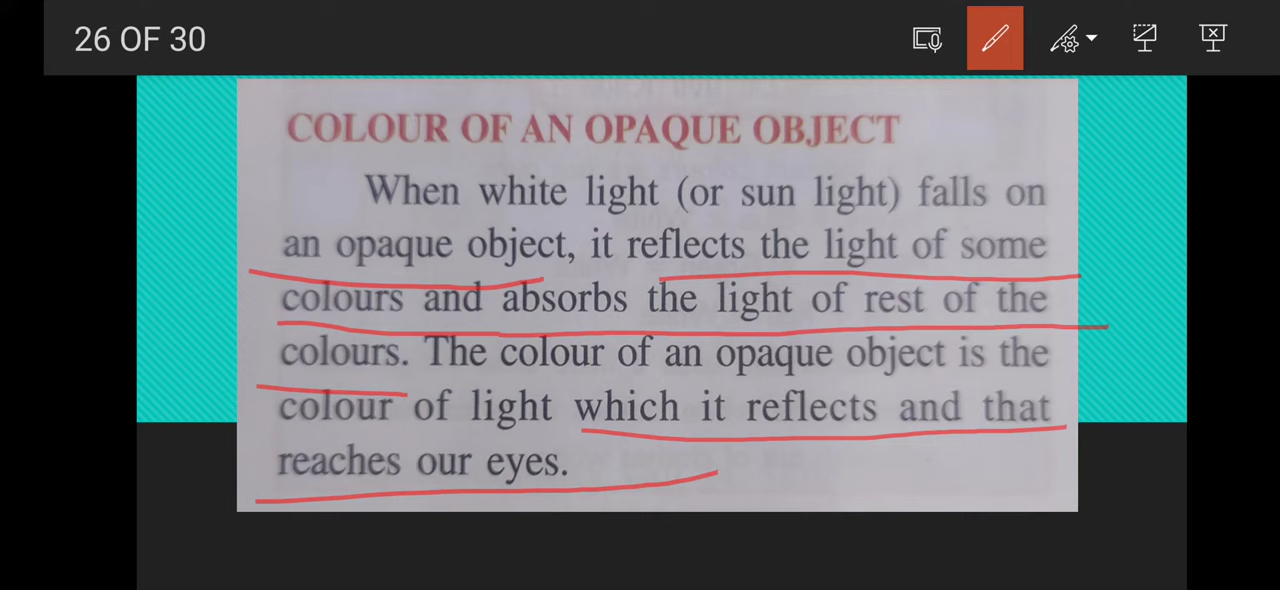 26 OF 30
COLOUR OF AN OPAQUE OBJECT
When white light (or sun light) falls on
an opaque object, it reflects the light of some
colours and absorbs the light of rest of the
colours. The colour of an opaque object is the
colour of light which it reflects and that
reaches our eyes.